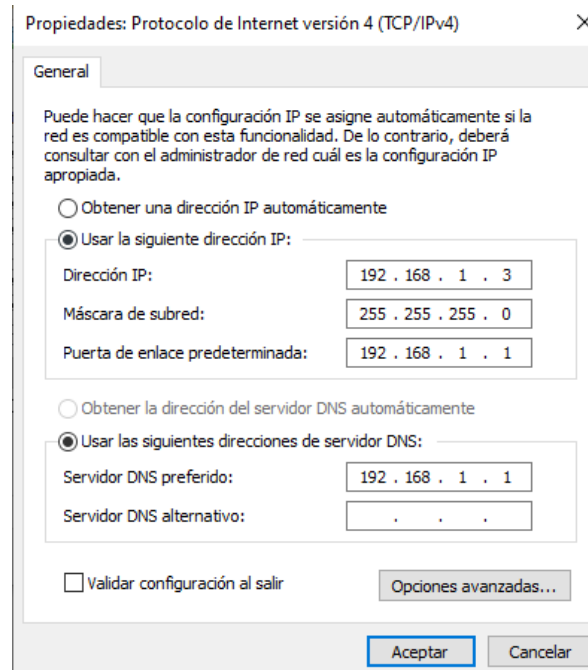 Propiedades: Protocolo de Internet versión 4 (TCP/IPv4)
General
Puede hacer que la configuración IP se asigne automáticamente si la
red es compatible con esta funcionalidad. De lo contrario, deberá
consultar con el administrador de red cuál es la configuración IP
apropiada.
Obtener una dirección IP automáticamente
Usar la siguiente dirección IP:
Dirección IP: 192 . 168 . 1 . 3
Máscara de subred: 255 . 255 . 255 . 0
Puerta de enlace predeterminada: 192 . 168 . 1 . 1
Obtener la dirección del servidor DNS automáticamente
Usar las siguientes direcciones de servidor DNS:
Servidor DNS preferido: 192 . 168 . 1 . 1
Servidor DNS alternativo: . . .
Validar configuración al salir Opciones avanzadas...
Aceptar Cancelar